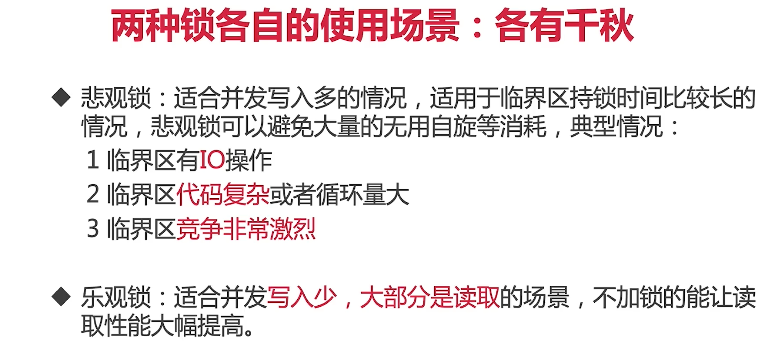 两种锁各自的使用场景：各有千秋
◆ 悲观锁：适合并发写入多的情况，适用于临界区持锁时间比较长的
情况，悲观锁可以避免大量的无用自旋等消耗，典型情况：
1 临界区有IO操作
2 临界区代码复杂或者循环量大
3 临界区竞争非常激烈
◆ 乐观锁：适合并发写入少，大部分是读取的场景，不加锁的能让读
取性能大幅提高。